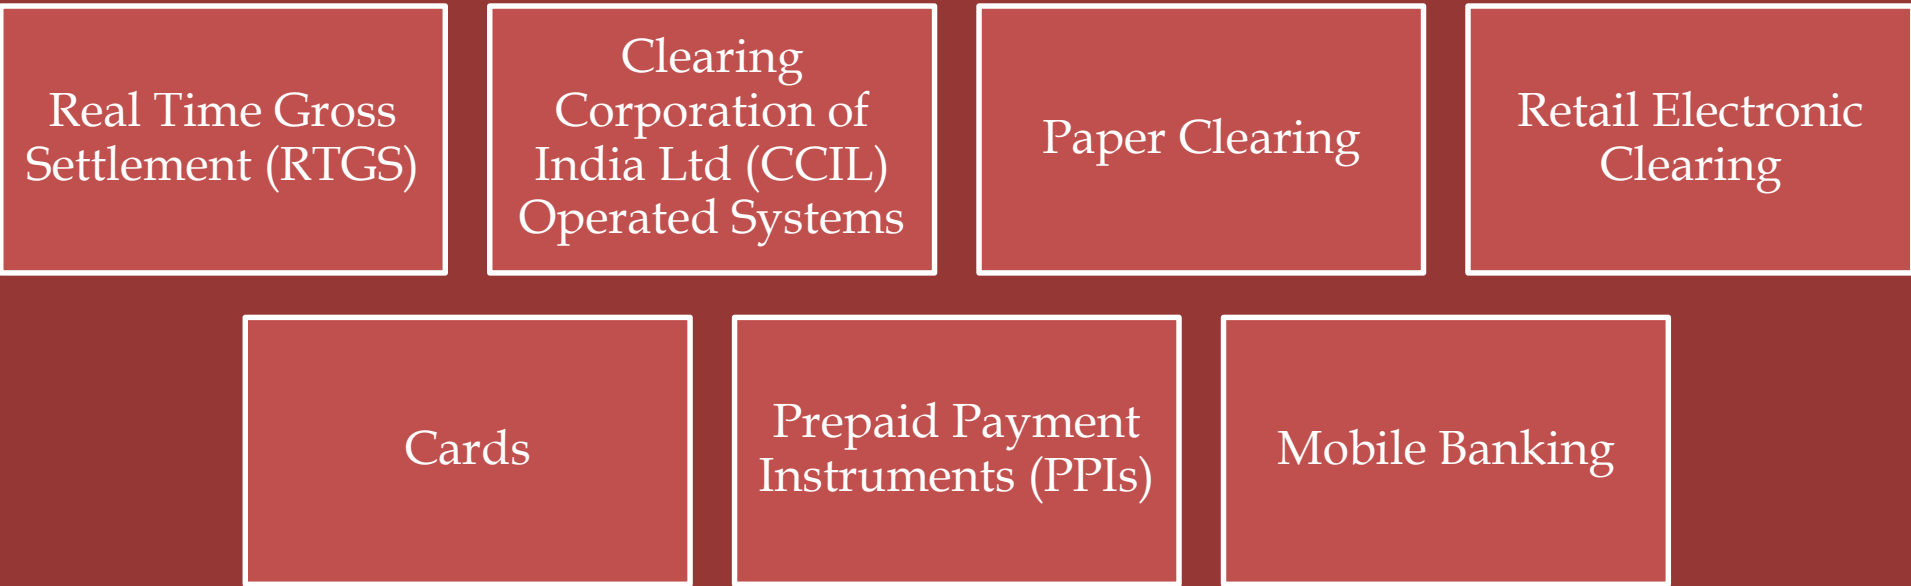 Real Time Gross
Settlement (RTGS)
Clearing
Corporation of
India Ltd (CCIL)
Operated Systems
Paper Clearing
Retail Electronic
Clearing
Cards
Prepaid Payment
Instruments (PPIs)
Mobile Banking